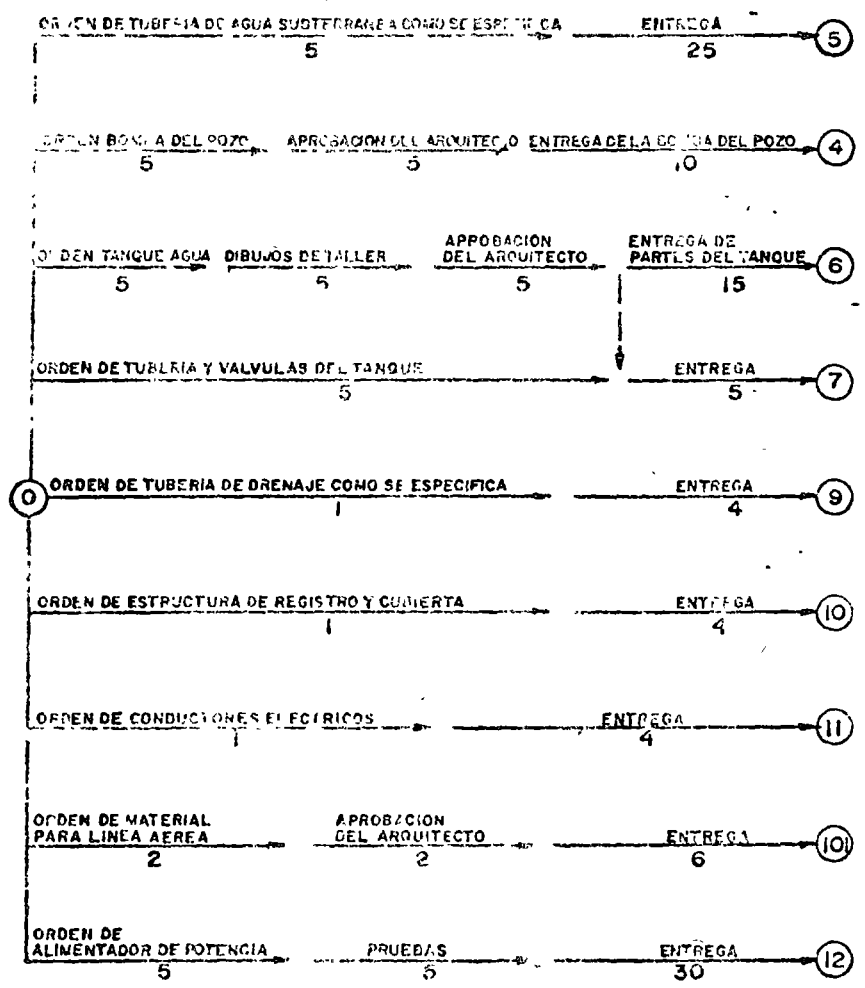 ORDEN DE TUBERIA DE AGUA SUBTERRANEA COMO SE ESPECIFICA ENTREGA
5 25 5
ORDEN BOMBA DEL POZO APROBACION DEL ARQUITECTO ENTREGA DE LA BOMBA DEL POZO
5 5 10 4
APROBACION ENTREGA DE
ORDEN TANQUE AGUA DIBUJOS DE TALLER DEL ARQUITECTO PARTES DEL TANQUE
5 5 5 15 6
ORDEN DE TUBERIA Y VALVULAS DEL TANQUE ENTREGA
5 5 7
0 ORDEN DE TUBERIA DE DRENAJE COMO SE ESPECIFICA ENTREGA
1 4 9
ORDEN DE ESTRUCTURA DE REGISTRO Y CUBIERTA ENTREGA
1 4 10
ORDEN DE CONDUCTORES ELECTRICOS ENTREGA
1 4 11
ORDEN DE MATERIAL APROBACION
PARA LINEA AEREA DEL ARQUITECTO ENTREGA
2 2 6 101
ORDEN DE
ALIMENTADOR DE POTENCIA PRUEBAS ENTREGA
5 5 30 12